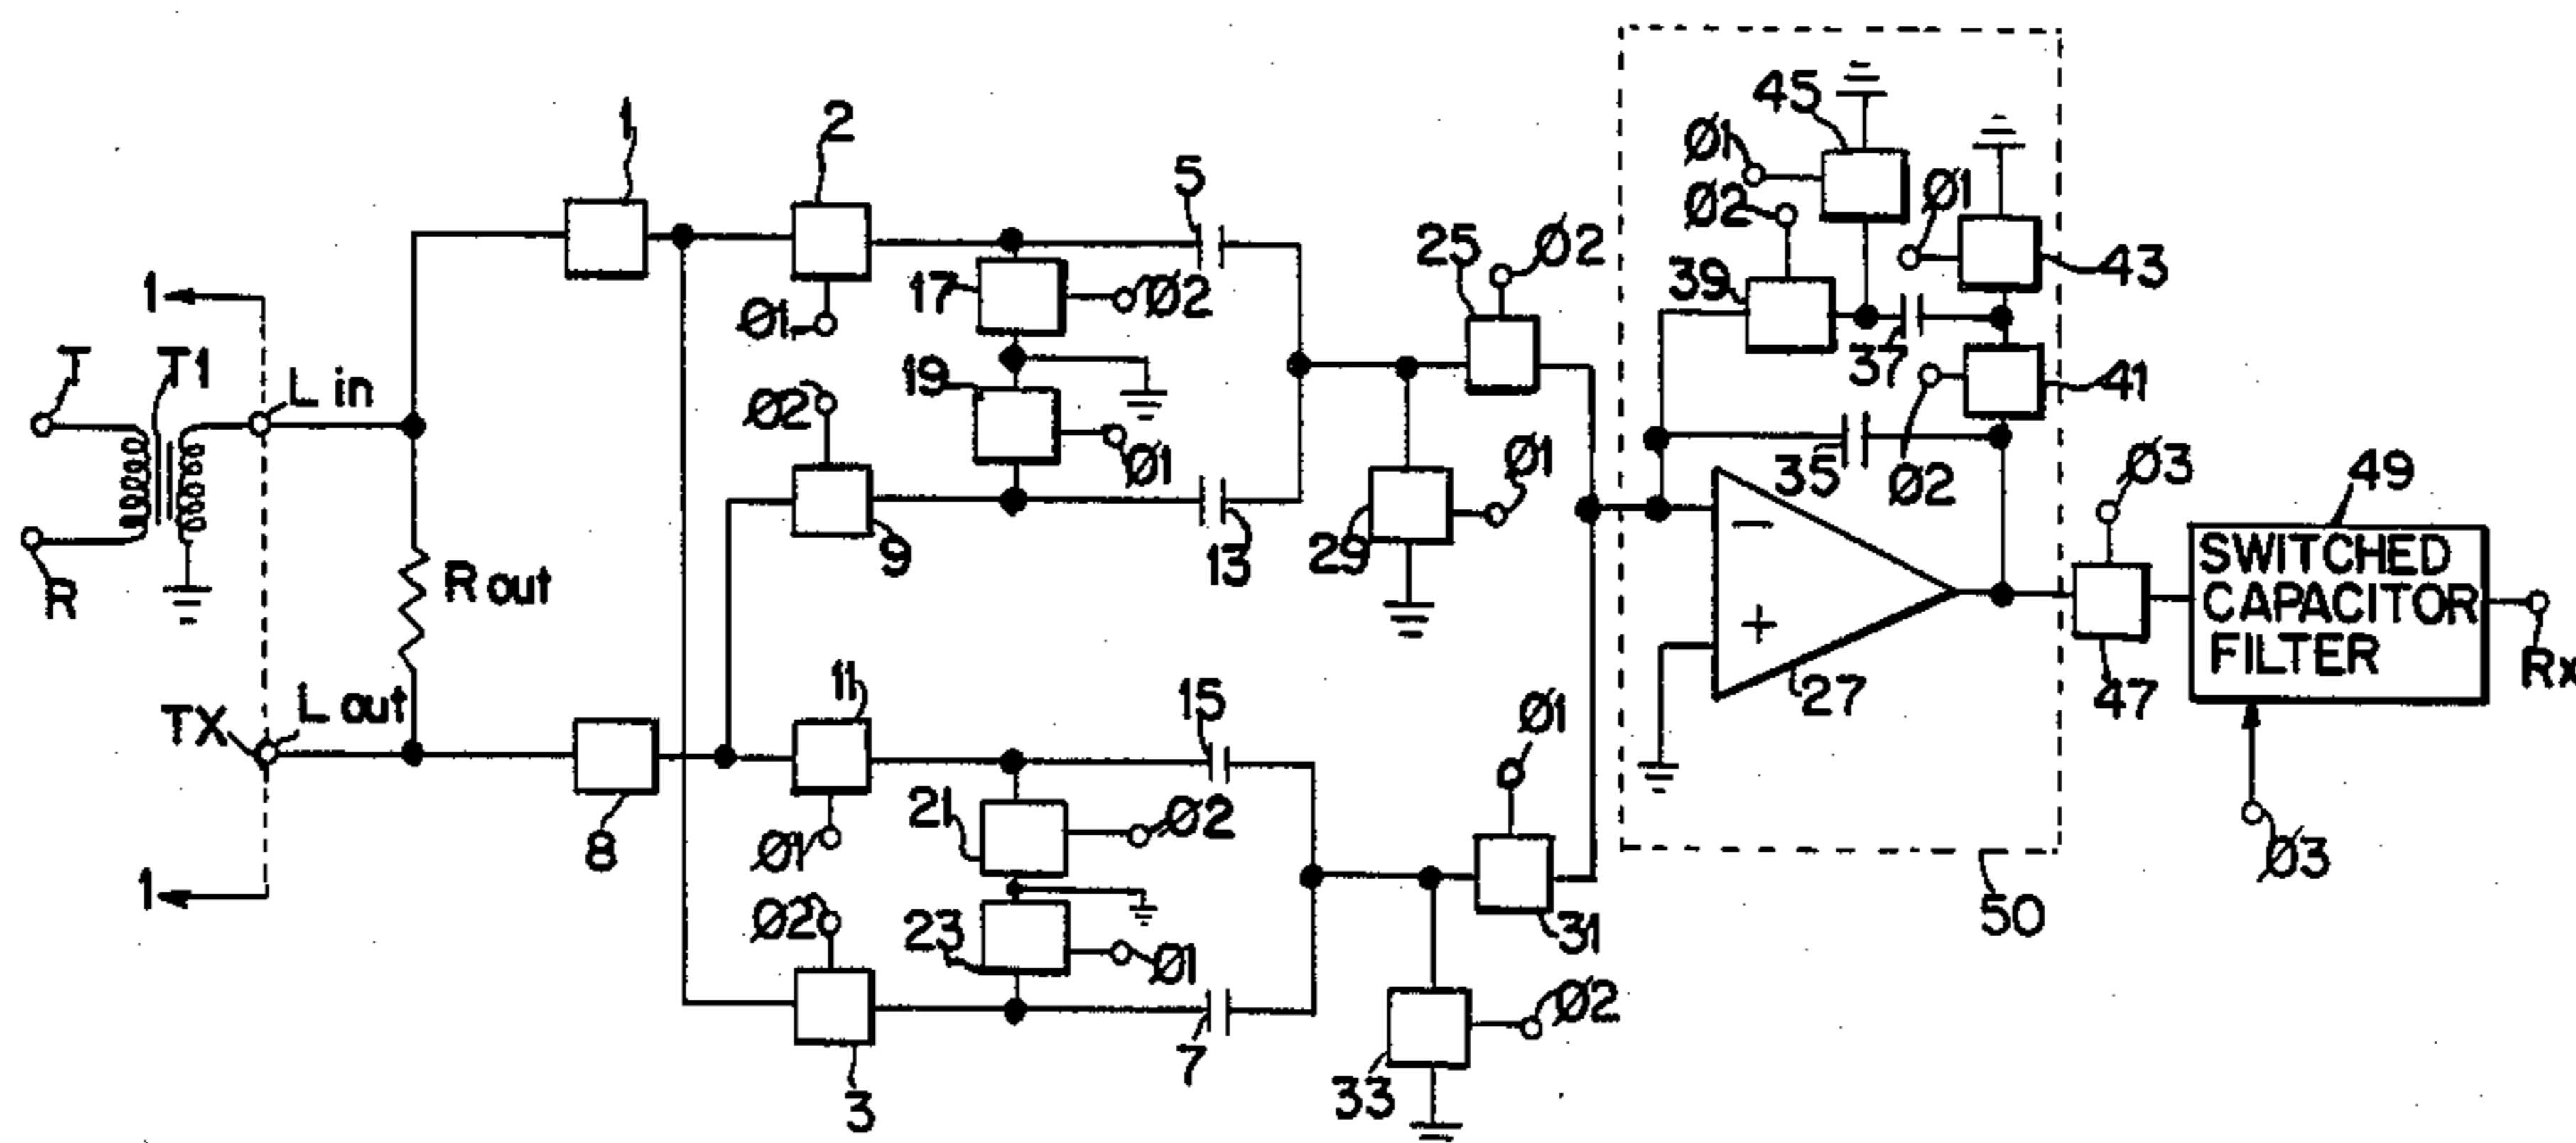 1
2
5
Ø1
45
Ø2
Ø1
25
Ø2
39
43
1
17
Ø2
37
41
T
T1
L in
Ø1
19
Ø2
Ø1
Ø1
35
Ø2
Ø3
49
R
R out
9
13
29
-
+
27
47
SWITCHED
CAPACITOR
FILTER
Rx
TX
L out
11
15
Ø1
8
Ø1
21
Ø2
Ø3
1
Ø2
23
Ø1
31
50
3
7
33
Ø2